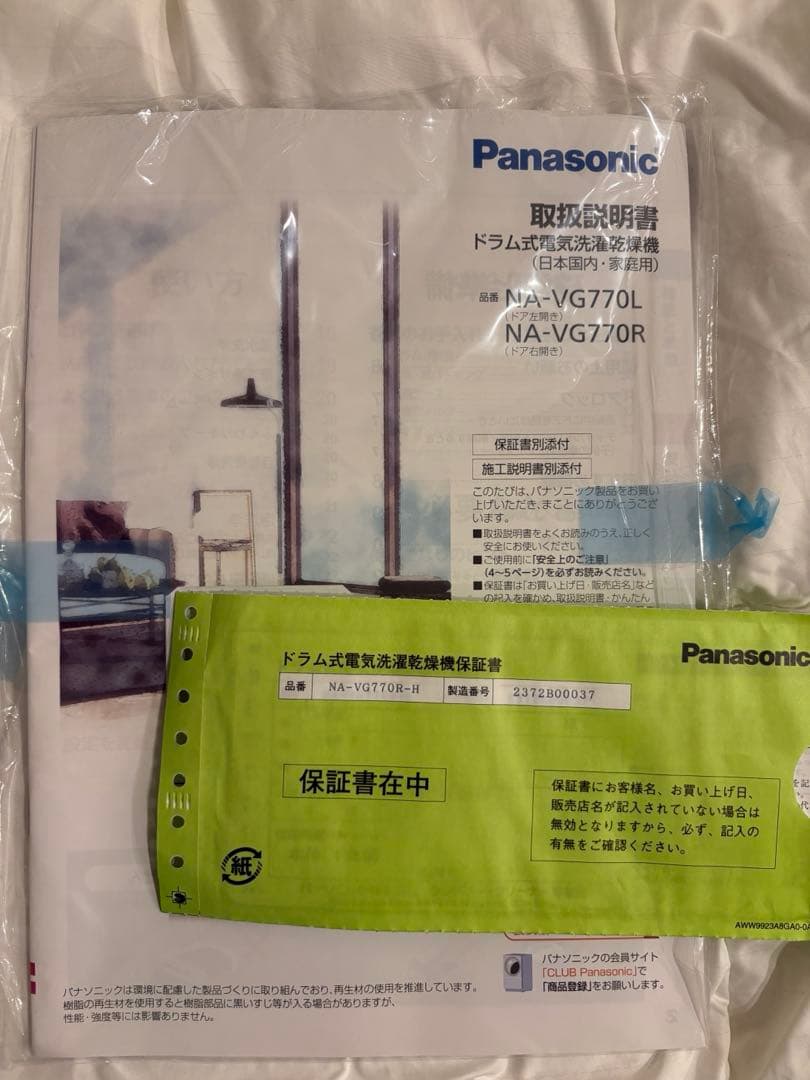 Panasonic
取扱説明書
ドラム式電気洗濯乾燥機
(日本国内・家庭用)
品番 NA-VG770L
(ドア左開き)
NA-VG770R
(ドア右開き)
保証書別添付
施工説明書別添付
このたびは、パナソニック製品をお買い
上げいただき、まことにありがとうござ
います。
■取扱説明書をよくお読みのうえ、正しく
安全にお使いください。
■ご使用前に「安全上のご注意」
(4~5ページ)を必ずお読みください。
■保証書は「お買い上げ日・販売店名」など
の記入を確かめ、取扱説明書・かんたん
ドラム式電気洗濯乾燥機保証書
Panasonic
品番 NA-VG770R-H 製造番号 2372B00037
保証書在中
保証書にお客様名、お買い上げ日、
販売店名が記入されていない場合は
無効となりますから、必ず、記入の
有無をご確認ください。
紙
AWW9923A8GA0-0A
パナソニックの会員サイト
「CLUB Panasonic」で
「商品登録」をお願いします。
パナソニックは環境に配慮した製品づくりに取り組んでおり、再生材の使用を推進しています。
樹脂の再生材を使用すると樹脂部品に黒いすじ等が入る場合がありますが、
性能・強度等には影響ありません。